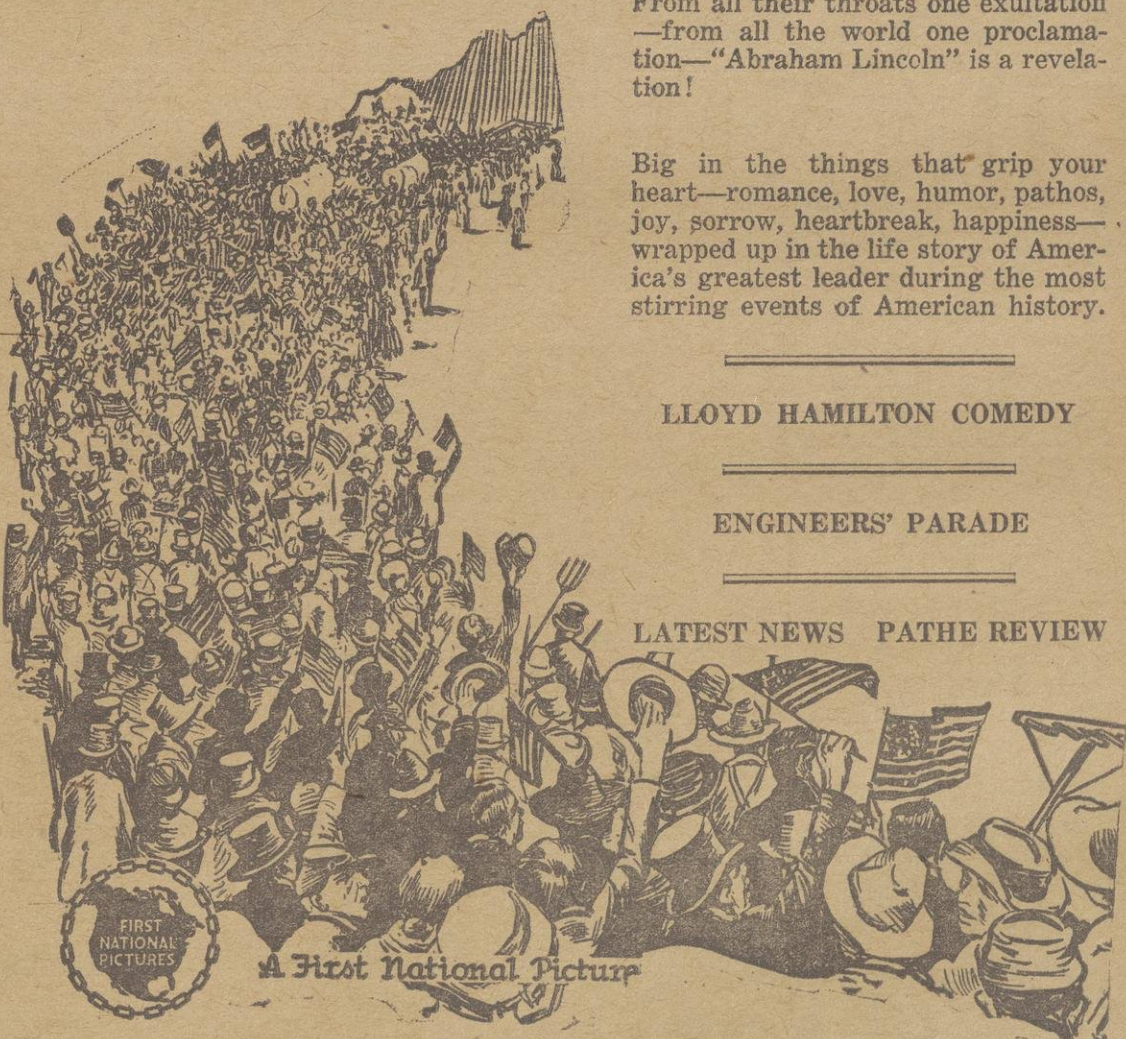 From all their throats one exultation
—from all the world one proclama-
tion—“Abraham Lincoln” is a revela-
tion!
Big in the things that grip your
heart—romance, love, humor, pathos,
joy, sorrow, heartbreak, happiness—
wrapped up in the life story of Amer-
ica’s greatest leader during the most
stirring events of American history.
LLOYD HAMILTON COMEDY
ENGINEERS’ PARADE
LATEST NEWS PATHE REVIEW
FIRST
NATIONAL
PICTURES
A First National Picture